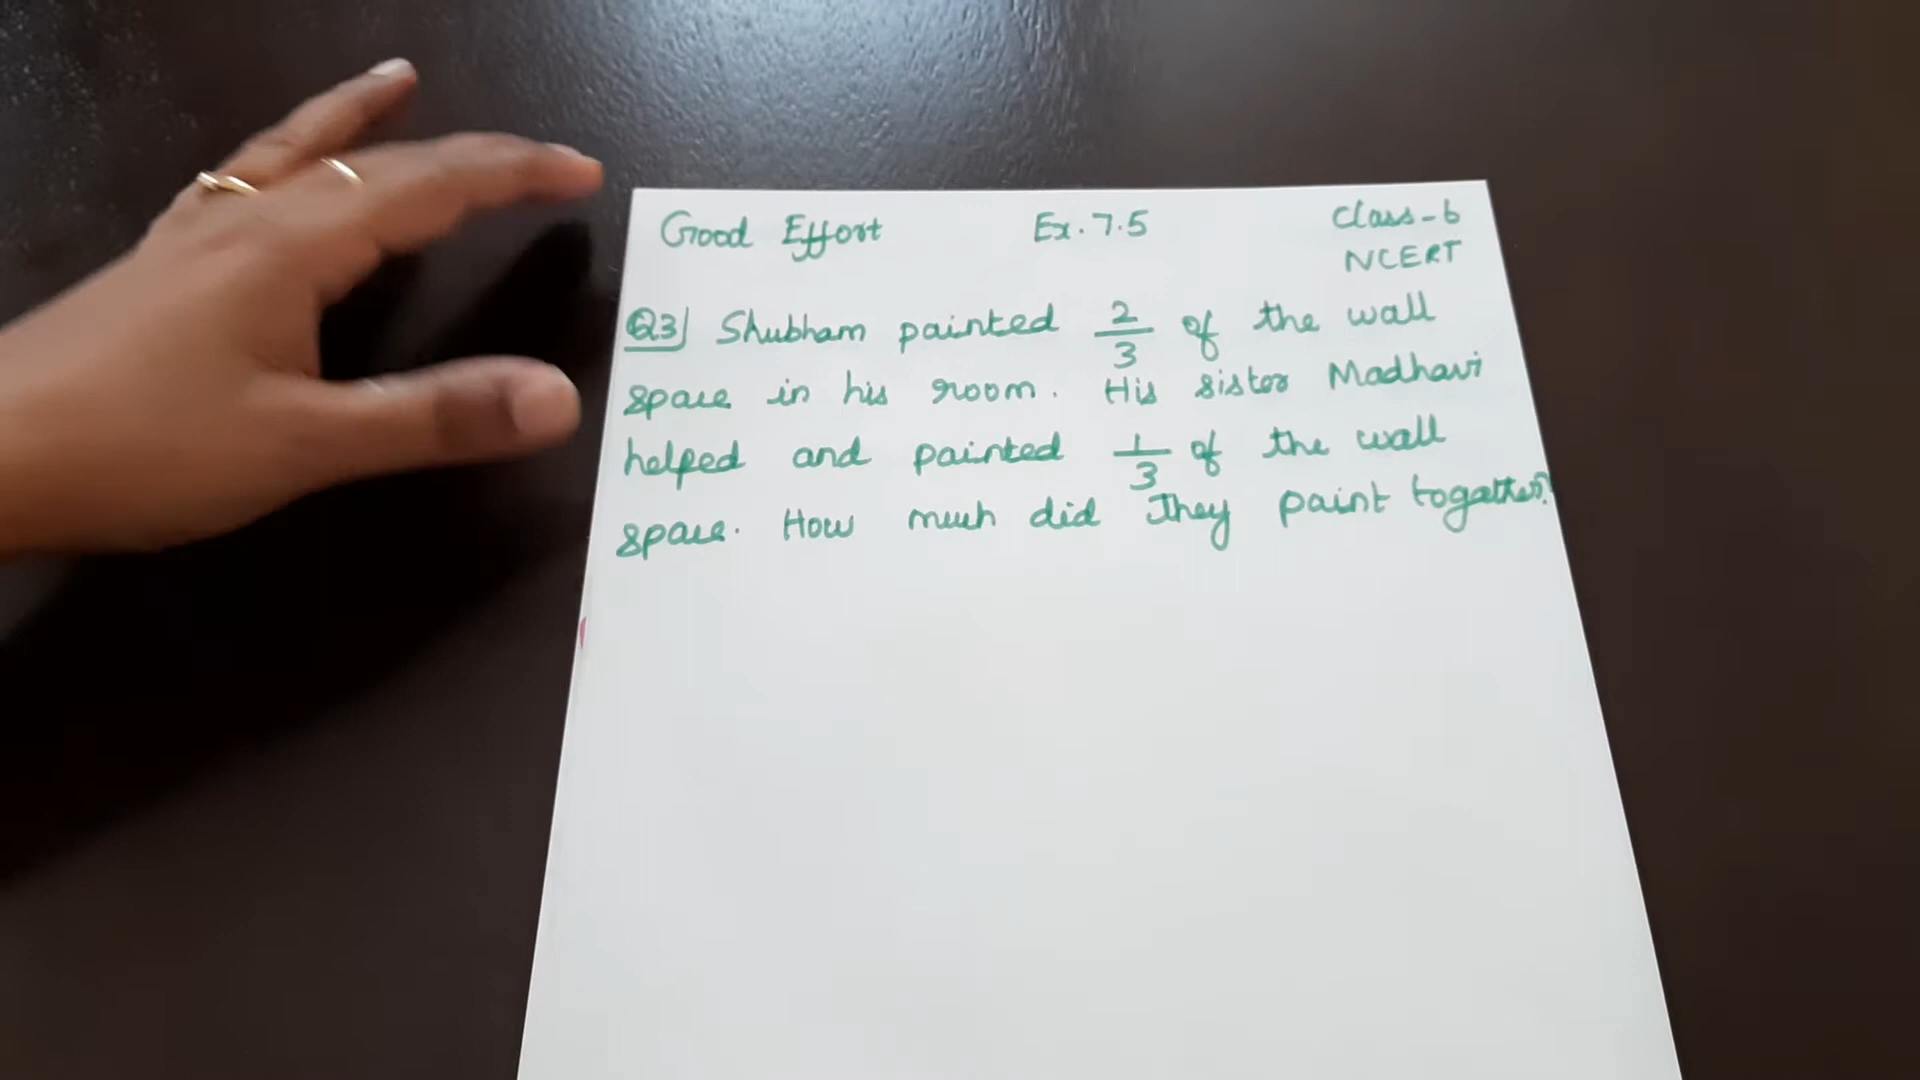 Good Effort Ex. 7.5 Class-6
NCERT
Q3] Shubham painted 2/3 of the wall
space in his room. His sister Madhavi
helped and painted 1/3 of the wall
space. How much did They paint togather?